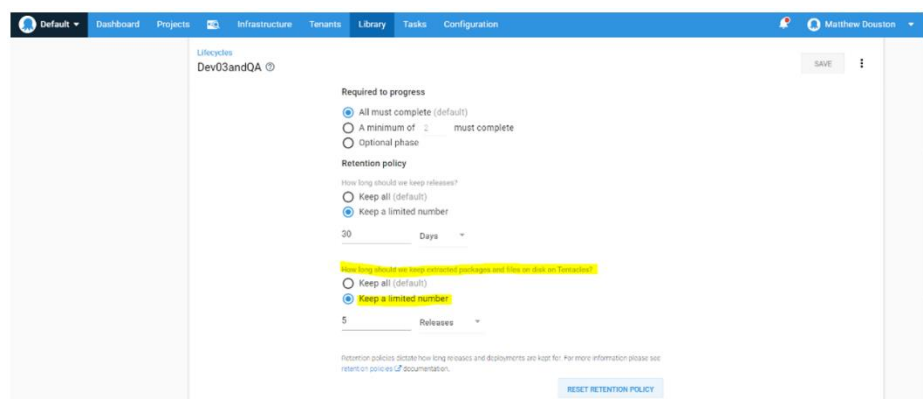 Default Dashboard Projects Infrastructure Tenants Library Tasks Configuration Matthew Douston
Lifecycles
Dev03andQA
SAVE
Required to progress
All must complete (default)
A minimum of 2 must complete
Optional phase
Retention policy
How long should we keep releases?
Keep all (default)
Keep a limited number
30 Days
How long should we keep extracted packages and files on disk on Tentacles?
Keep all (default)
Keep a limited number
5 Releases
Retention policies dictate how long releases and deployments are kept for. For more information please see
retention policies documentation.
RESET RETENTION POLICY